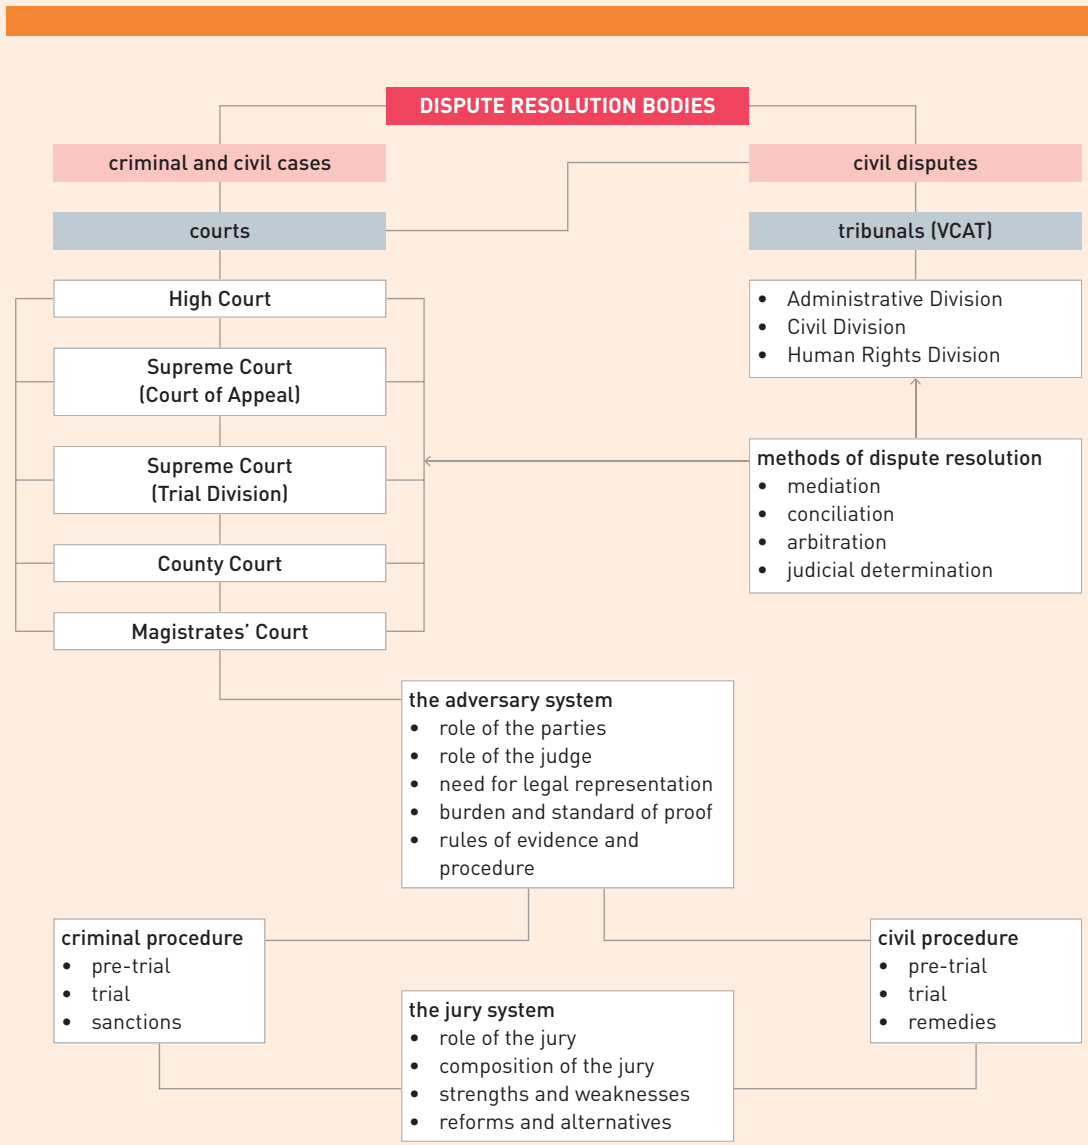 DISPUTE RESOLUTION BODIES
criminal and civil cases
civil disputes
courts
tribunals (VCAT)
High Court
Supreme Court
(Court of Appeal)
Supreme Court
(Trial Division)
County Court
Magistrates’ Court
• Administrative Division
• Civil Division
• Human Rights Division
methods of dispute resolution
• mediation
• conciliation
• arbitration
• judicial determination
the adversary system
• role of the parties
• role of the judge
• need for legal representation
• burden and standard of proof
• rules of evidence and
procedure
criminal procedure
• pre-trial
• trial
• sanctions
civil procedure
• pre-trial
• trial
• remedies
the jury system
• role of the jury
• composition of the jury
• strengths and weaknesses
• reforms and alternatives